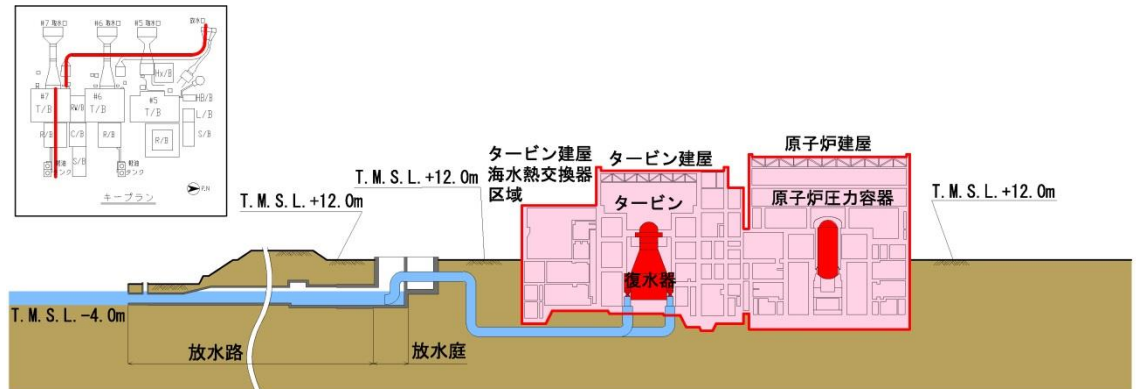 #7 取水口
#6 取水口
#5 取水口
放水口
Hx/B
#7
T/B
RW/B
#6
T/B
#5
T/B
HB/B
L/B
R/B
C/B
R/B
R/B
S/B
S/B
軽油
タンク
軽油
タンク
P.N
キープラン
T.M.S.L.+12.0m
T.M.S.L.+12.0m
タービン建屋
海水熱交換器
区域
タービン建屋
タービン
復水器
原子炉建屋
原子炉圧力容器
T.M.S.L.+12.0m
T.M.S.L.-4.0m
放水路
放水庭